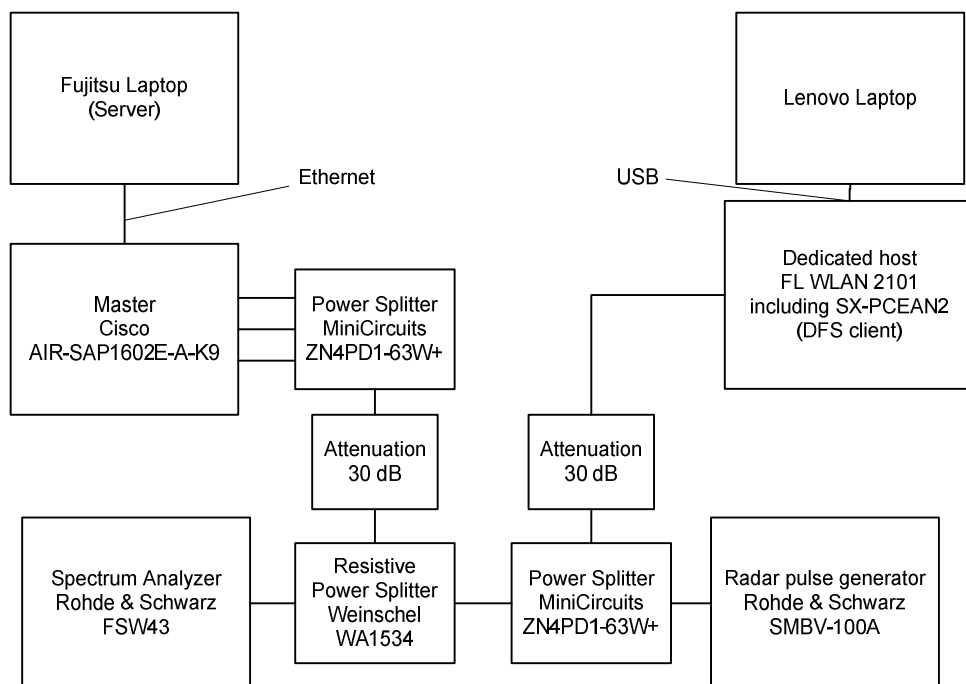 Fujitsu Laptop
(Server)
Lenovo Laptop
Ethernet
USB
Master
Cisco
AIR-SAP1602E-A-K9
Power Splitter
MiniCircuits
ZN4PD1-63W+
Dedicated host
FL WLAN 2101
including SX-PCEAN2
(DFS client)
Attenuation
30 dB
Attenuation
30 dB
Spectrum Analyzer
Rohde & Schwarz
FSW43
Resistive
Power Splitter
Weinschel
WA1534
Power Splitter
MiniCircuits
ZN4PD1-63W+
Radar pulse generator
Rohde & Schwarz
SMBV-100A